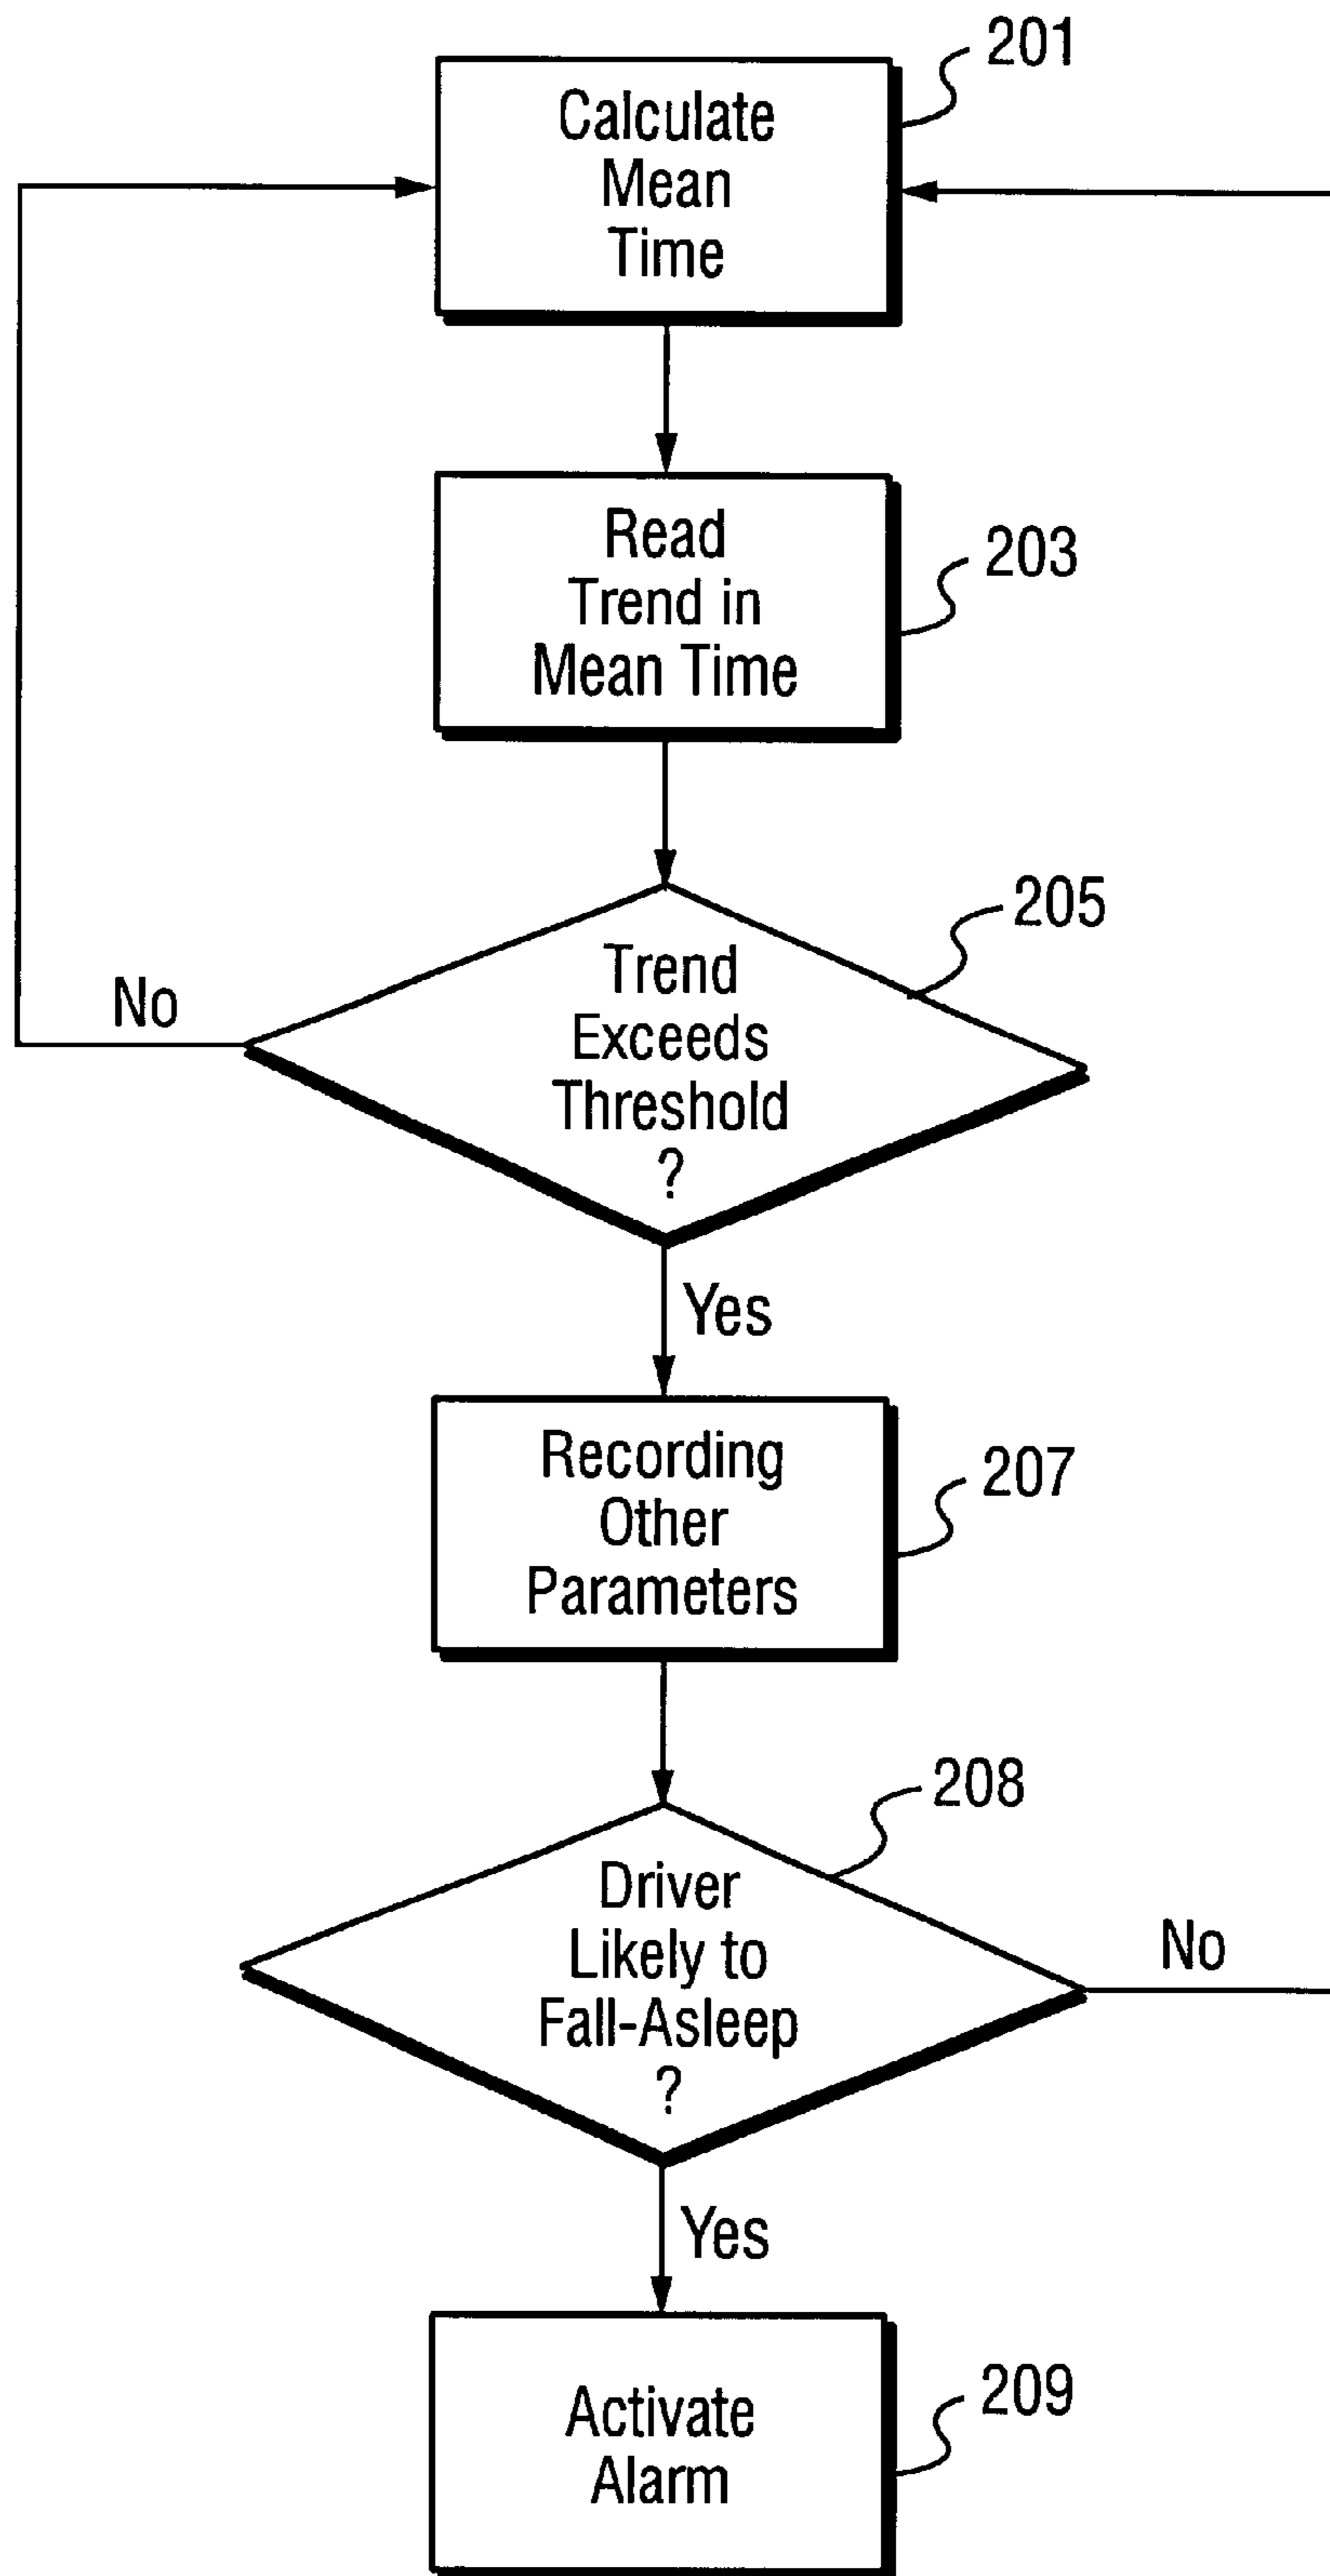 201
Calculate
Mean
Time
203
Read
Trend in
Mean Time
205
Trend
Exceeds
Threshold
?
No
Yes
207
Recording
Other
Parameters
208
Driver
Likely to
Fall-Asleep
?
No
Yes
209
Activate
Alarm